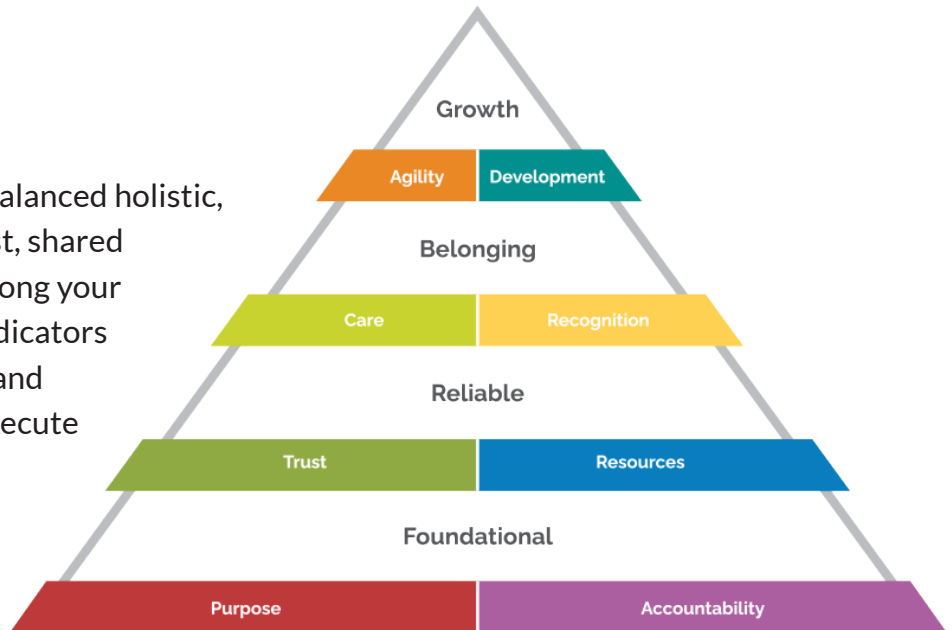 alanced holistic,
st, shared
ong your
dicators
and
ecute
Growth
Agility Development
Belonging
Care Recognition
Reliable
Trust Resources
Foundational
Purpose Accountability